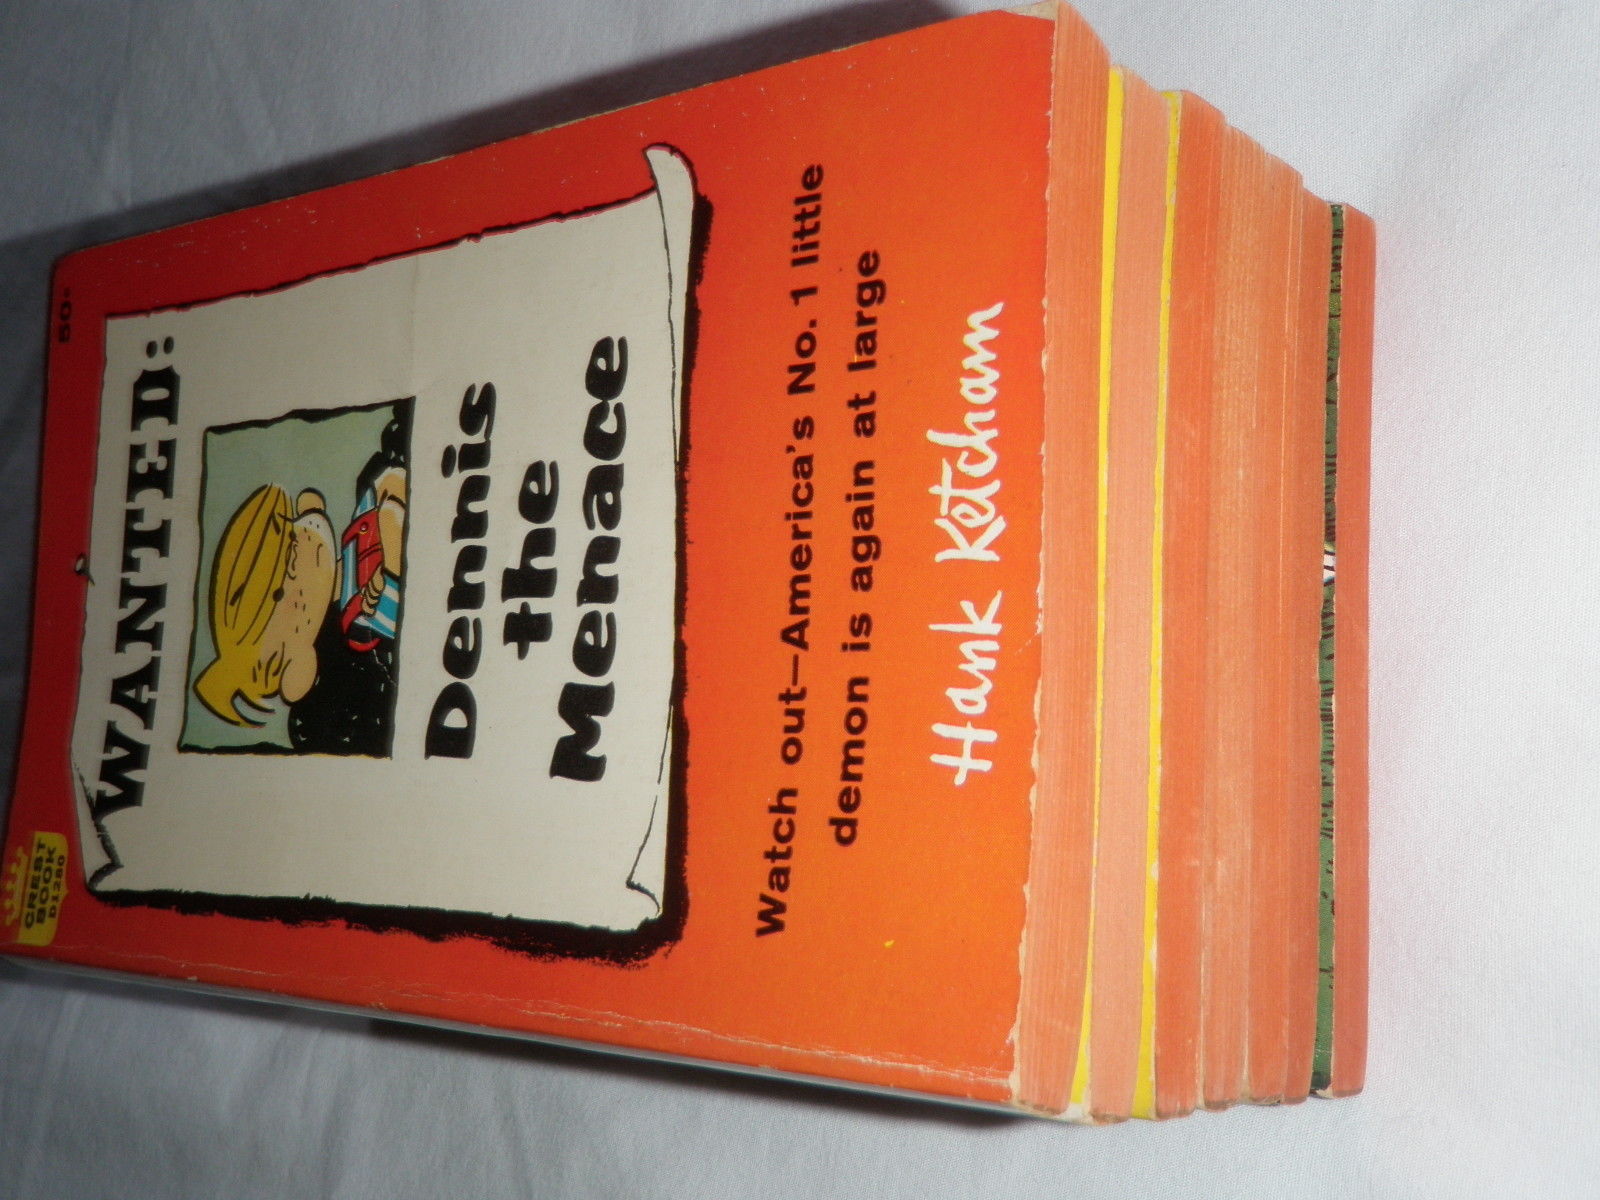 CREST
BOOK
D1280
50¢
WANTED:
Dennis
the
Menace
Watch out—America's No. 1 little
demon is again at large
Hank Ketcham